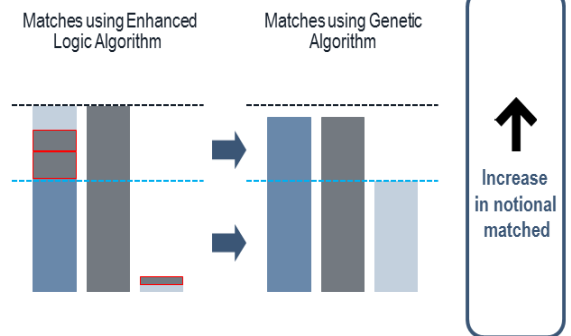 Matches using Enhanced
Logic Algorithm
Matches using Genetic
Algorithm
Increase
in notional
matched